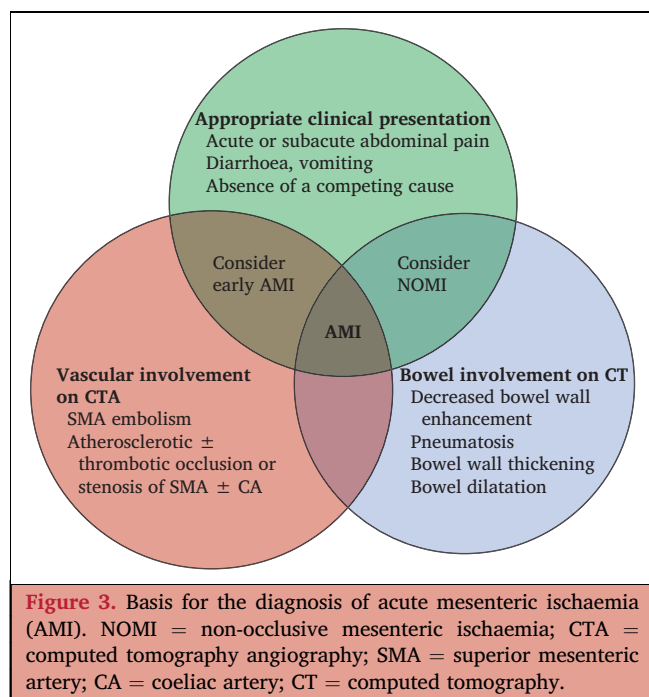 Appropriate clinical presentation
Acute or subacute abdominal pain
Diarrhoea, vomiting
Absence of a competing cause
Consider
early AMI
Consider
NOMI
AMI
Vascular involvement
on CTA
SMA embolism
Atherosclerotic ±
thrombotic occlusion or
stenosis of SMA ± CA
Bowel involvement on CT
Decreased bowel wall
enhancement
Pneumatosis
Bowel wall thickening
Bowel dilatation
Figure 3. Basis for the diagnosis of acute mesenteric ischaemia
(AMI). NOMI = non-occlusive mesenteric ischaemia; CTA =
computed tomography angiography; SMA = superior mesenteric
artery; CA = coeliac artery; CT = computed tomography.